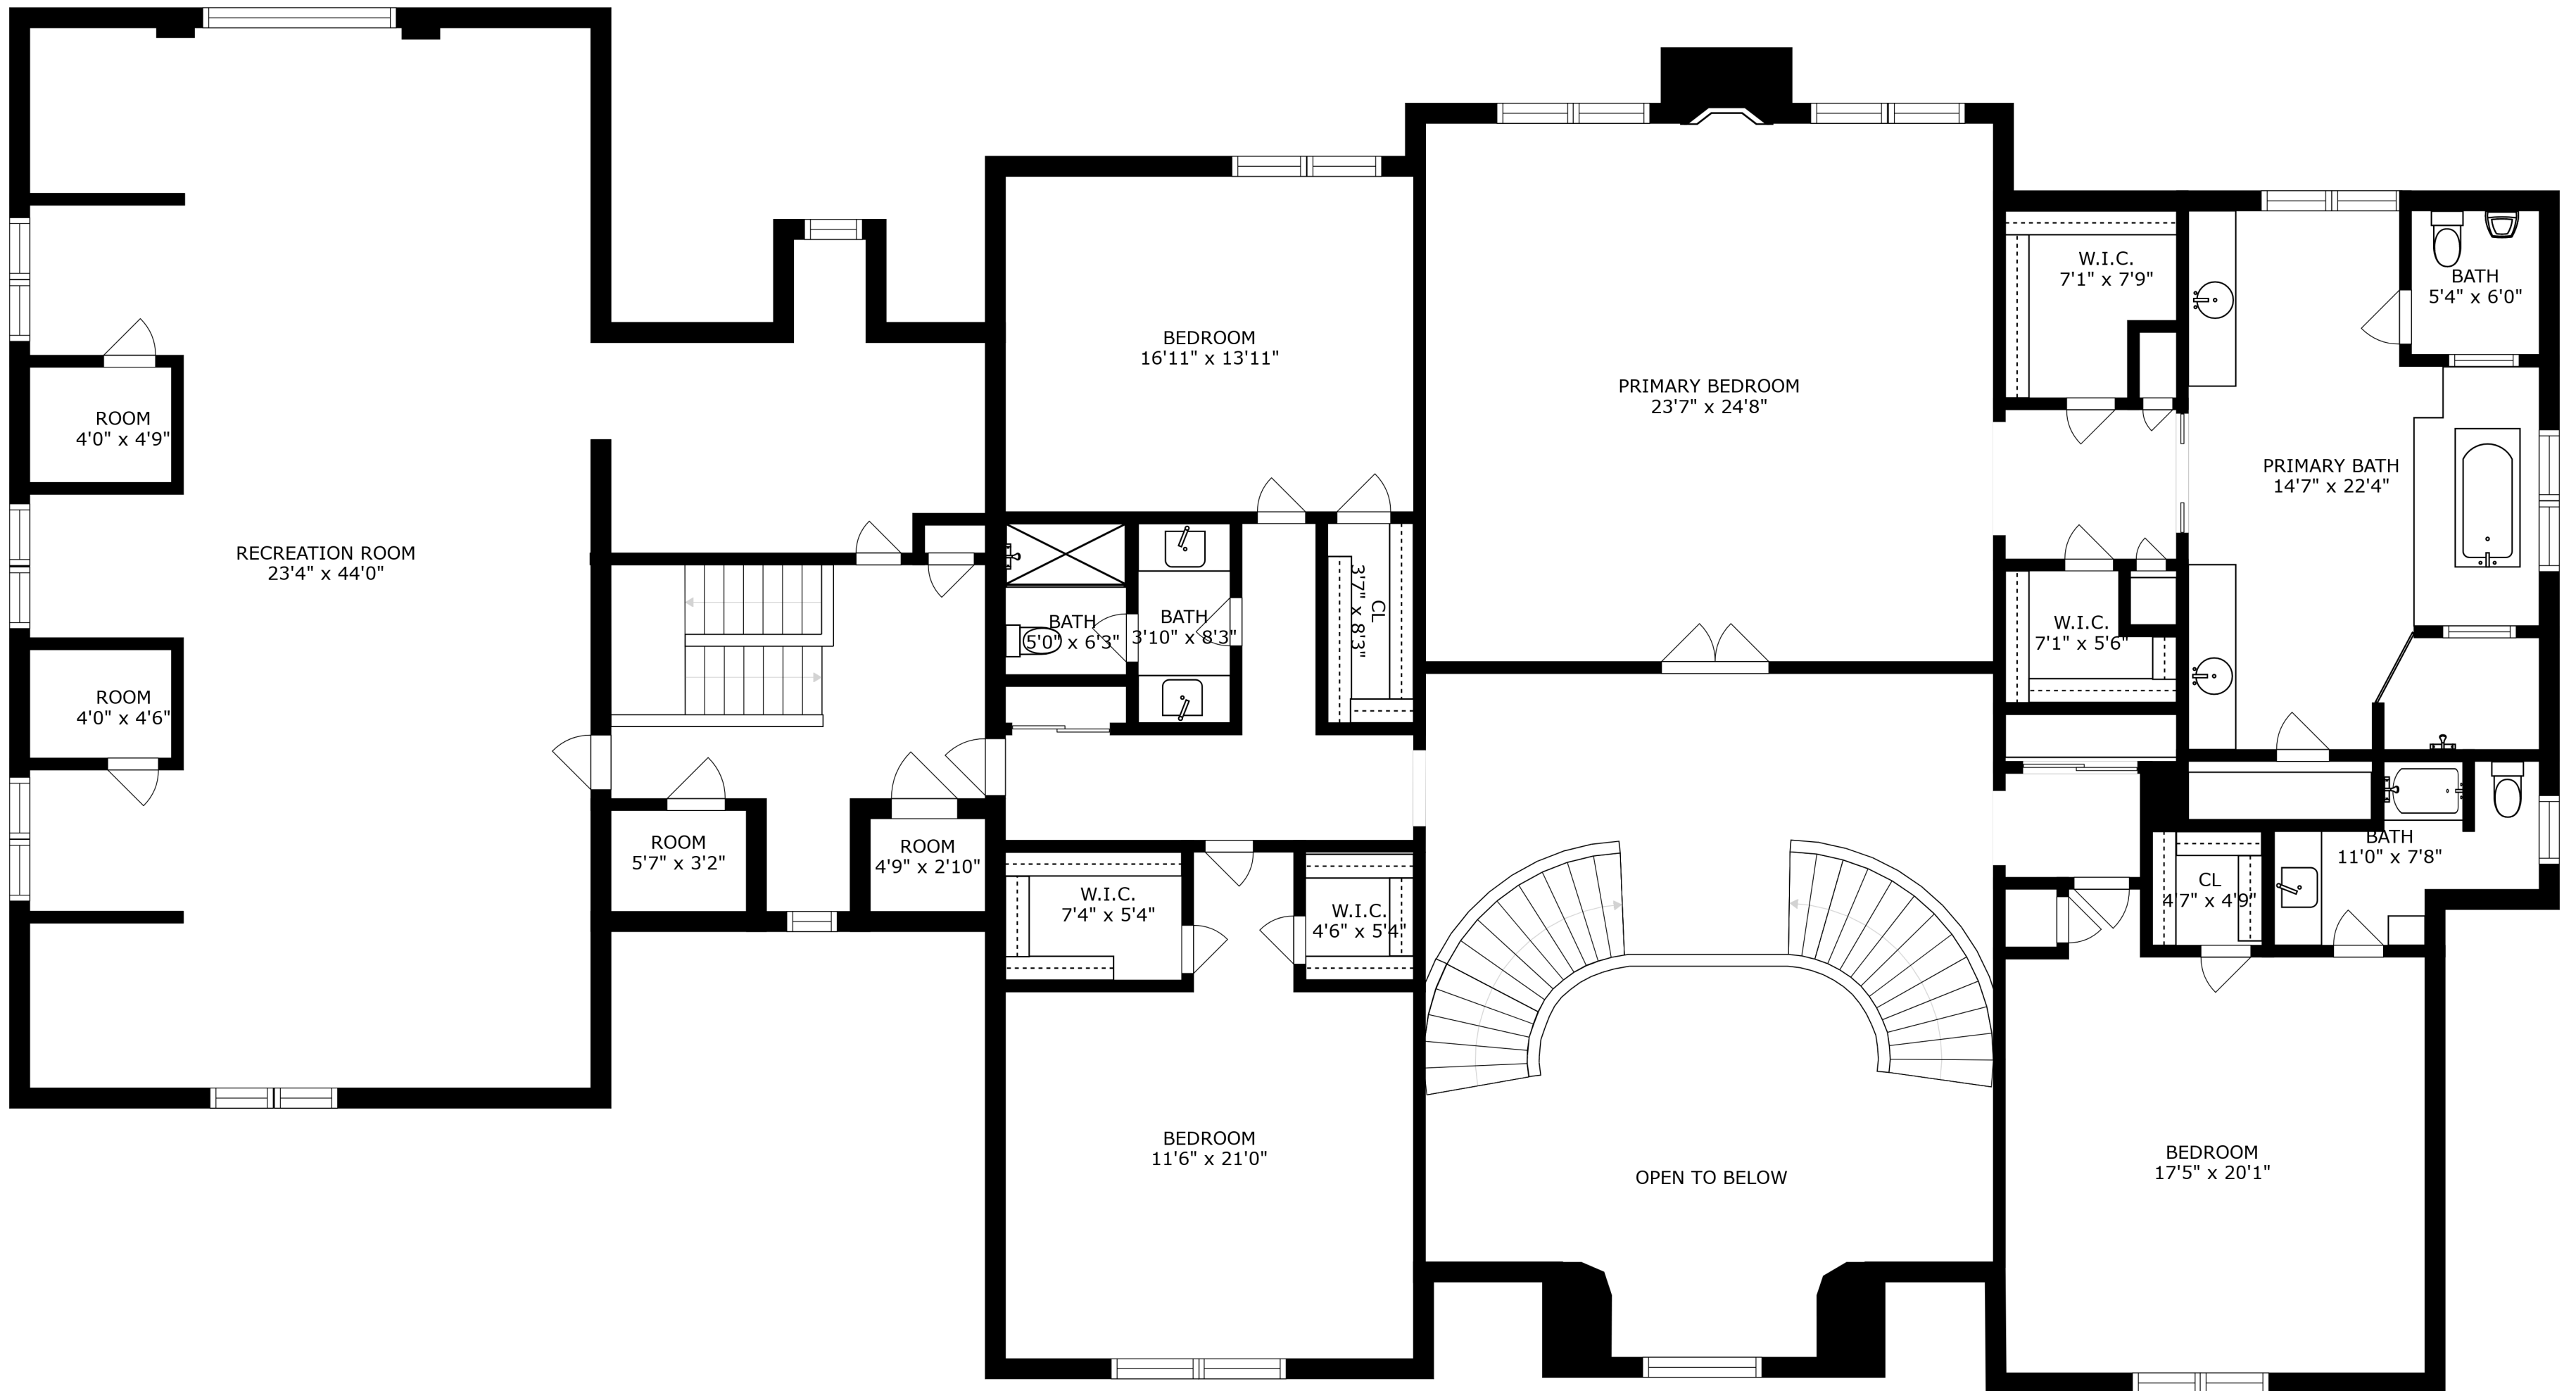 RECREATION ROOM
23'4" x 44'0"
ROOM
4'0" x 4'9"
ROOM
4'0" x 4'6"
ROOM
5'7" x 3'2"
ROOM
4'9" x 2'10"
BEDROOM
16'11" x 13'11"
BATH
5'0" x 6'3"
BATH
3'10" x 8'3"
CL
3'7" x 8'3"
W.I.C.
7'4" x 5'4"
W.I.C.
4'6" x 5'4"
BEDROOM
11'6" x 21'0"
PRIMARY BEDROOM
23'7" x 24'8"
OPEN TO BELOW
W.I.C.
7'1" x 7'9"
W.I.C.
7'1" x 5'6"
PRIMARY BATH
14'7" x 22'4"
BATH
5'4" x 6'0"
BATH
11'0" x 7'8"
CL
4'7" x 4'9"
BEDROOM
17'5" x 20'1"